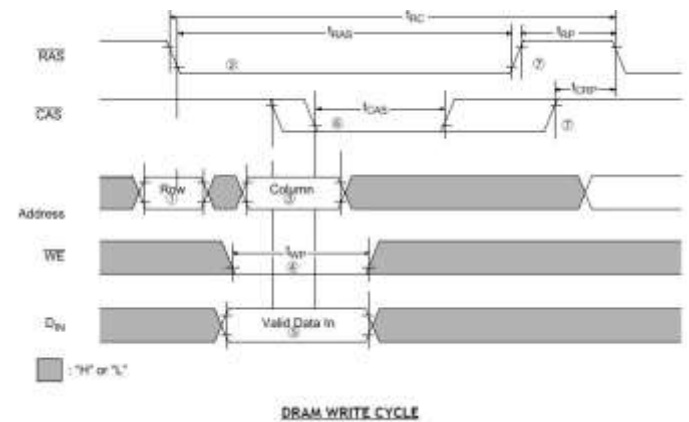 tRC
tRAS
tRP
RAS
②
⑦
tCRP
CAS
tCAS
⑥
⑦
Row
Column
①
③
Address
WE
tWP
④
DIN
Valid Data In
⑤
: "H" or "L"
DRAM WRITE CYCLE